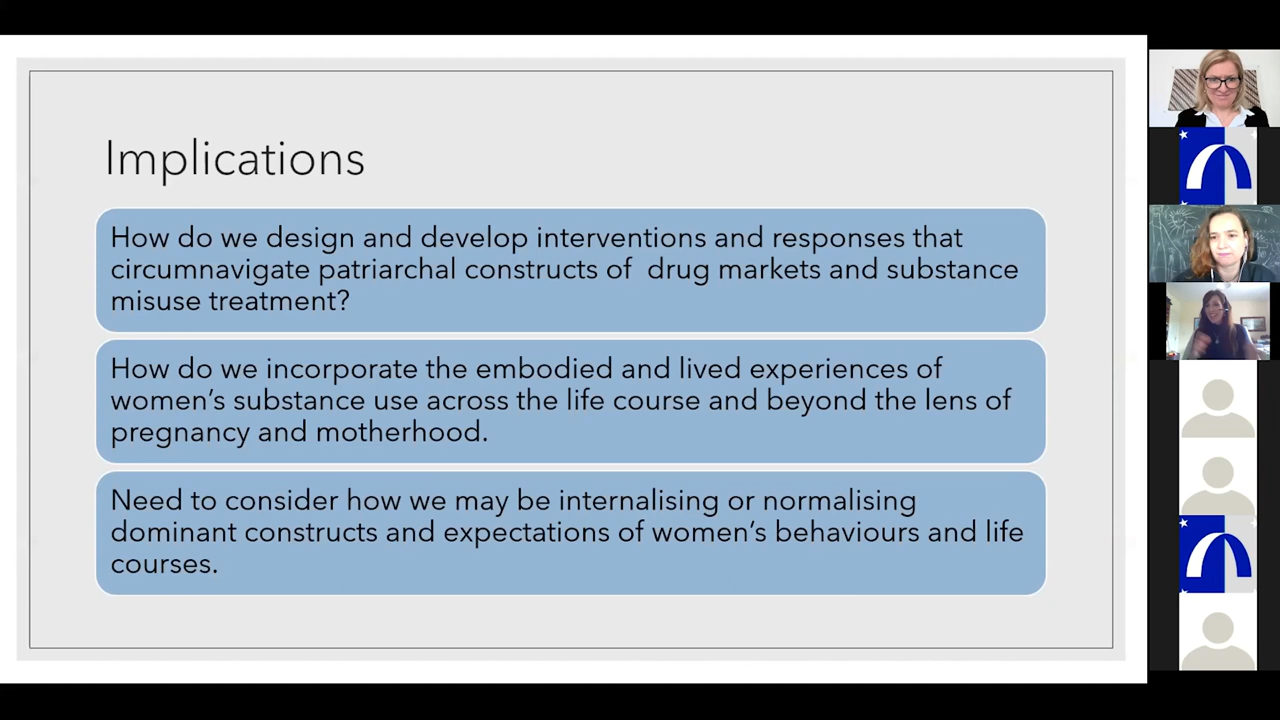 Implications
How do we design and develop interventions and responses that
circumnavigate patriarchal constructs of  drug markets and substance
misuse treatment?
How do we incorporate the embodied and lived experiences of
women’s substance use across the life course and beyond the lens of
pregnancy and motherhood.
Need to consider how we may be internalising or normalising
dominant constructs and expectations of women’s behaviours and life
courses.